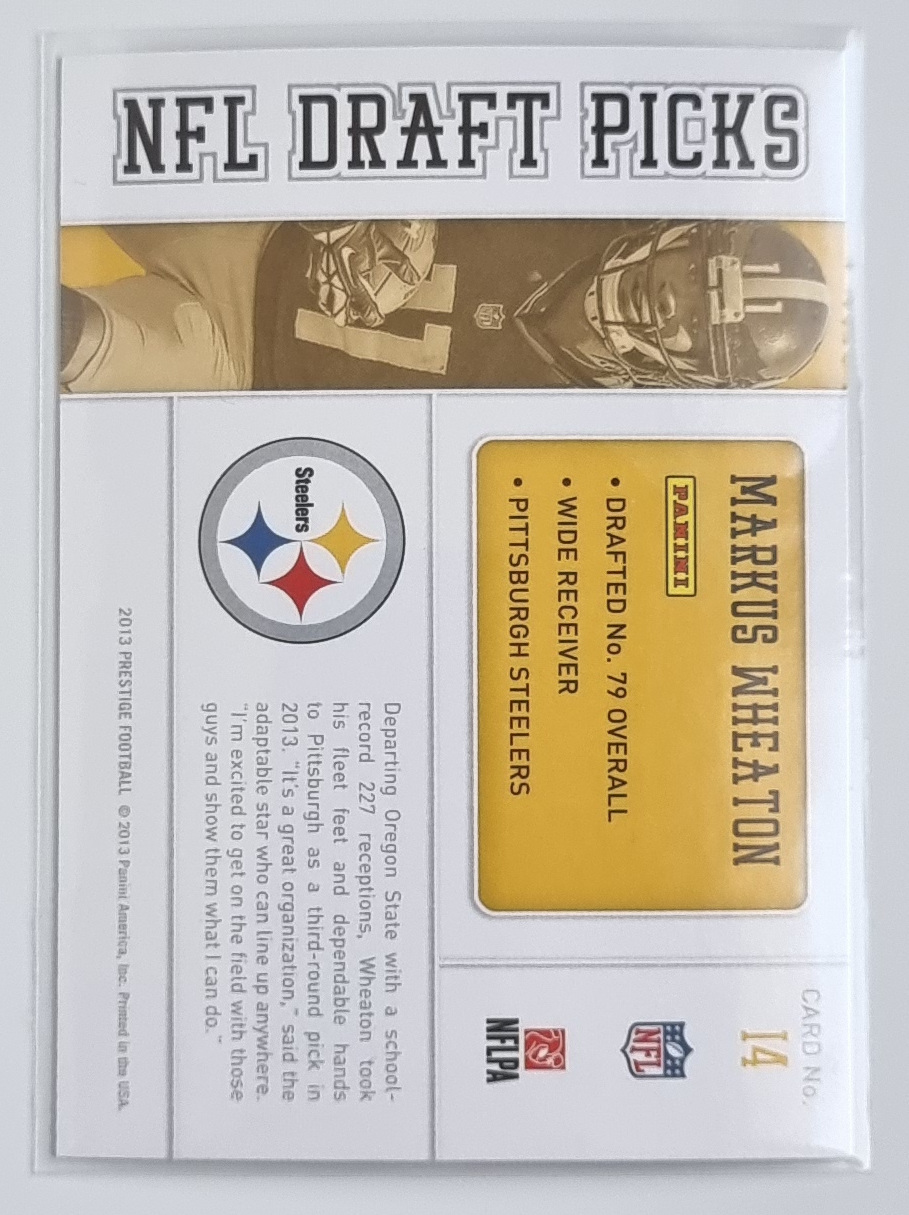 NFL DRAFT PICKS
MARKUS WHEATON
PANINI
• DRAFTED No. 79 OVERALL
• WIDE RECEIVER
• PITTSBURGH STEELERS
CARD No.
14
NFL
NFLPA
Steelers
Departing Oregon State with a school-
record 227 receptions, Wheaton took
his fleet feet and dependable hands
to Pittsburgh as a third-round pick in
2013. “It’s a great organization,” said the
adaptable star who can line up anywhere.
“I’m excited to get on the field with those
guys and show them what I can do.”
2013 PRESTIGE FOOTBALL © 2013 Panini America, Inc. Printed in the USA.